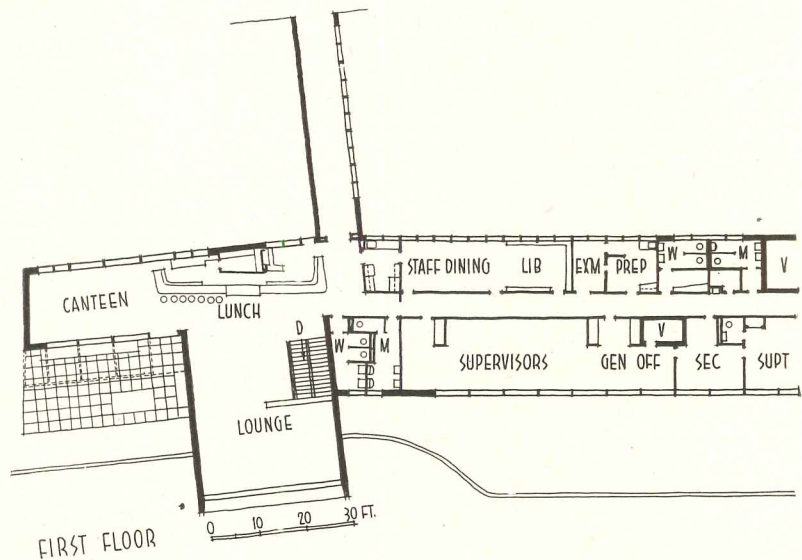 STAFF DINING LIB EXM PREP W M V
CANTEEN
LUNCH
D W M
SUPERVISORS GEN OFF V SEC SUPT
LOUNGE
0 10 20 30 FT.
FIRST FLOOR